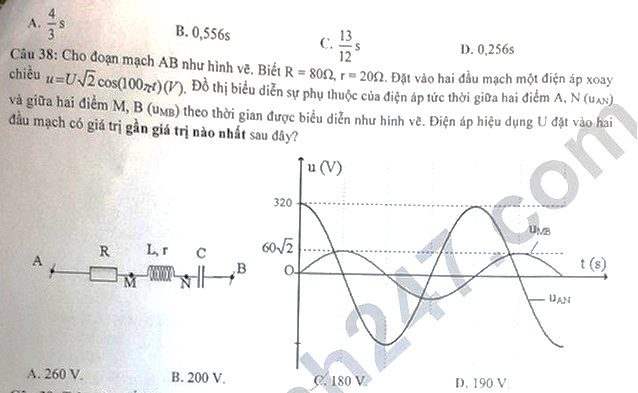 A. 4/3 s B. 0,556s C. 13/12 s D. 0,256s
Câu 38: Cho đoạn mạch AB như hình vẽ. Biết R = 80Ω, r = 20Ω. Đặt vào hai đầu mạch một điện áp xoay
chiều u=U√2cos(100πt)(V). Đồ thị biểu diễn sự phụ thuộc của điện áp tức thời giữa hai điểm A, N (uAN)
và giữa hai điểm M, B (uMB) theo thời gian được biểu diễn như hình vẽ. Điện áp hiệu dụng U đặt vào hai
đầu mạch có giá trị gần giá trị nào nhất sau đây?
u (V)
320
uMB
60√2
O
t (s)
uAN
A R L, r C B
M N
A. 260 V. B. 200 V. C. 180 V. D. 190 V
h247.com